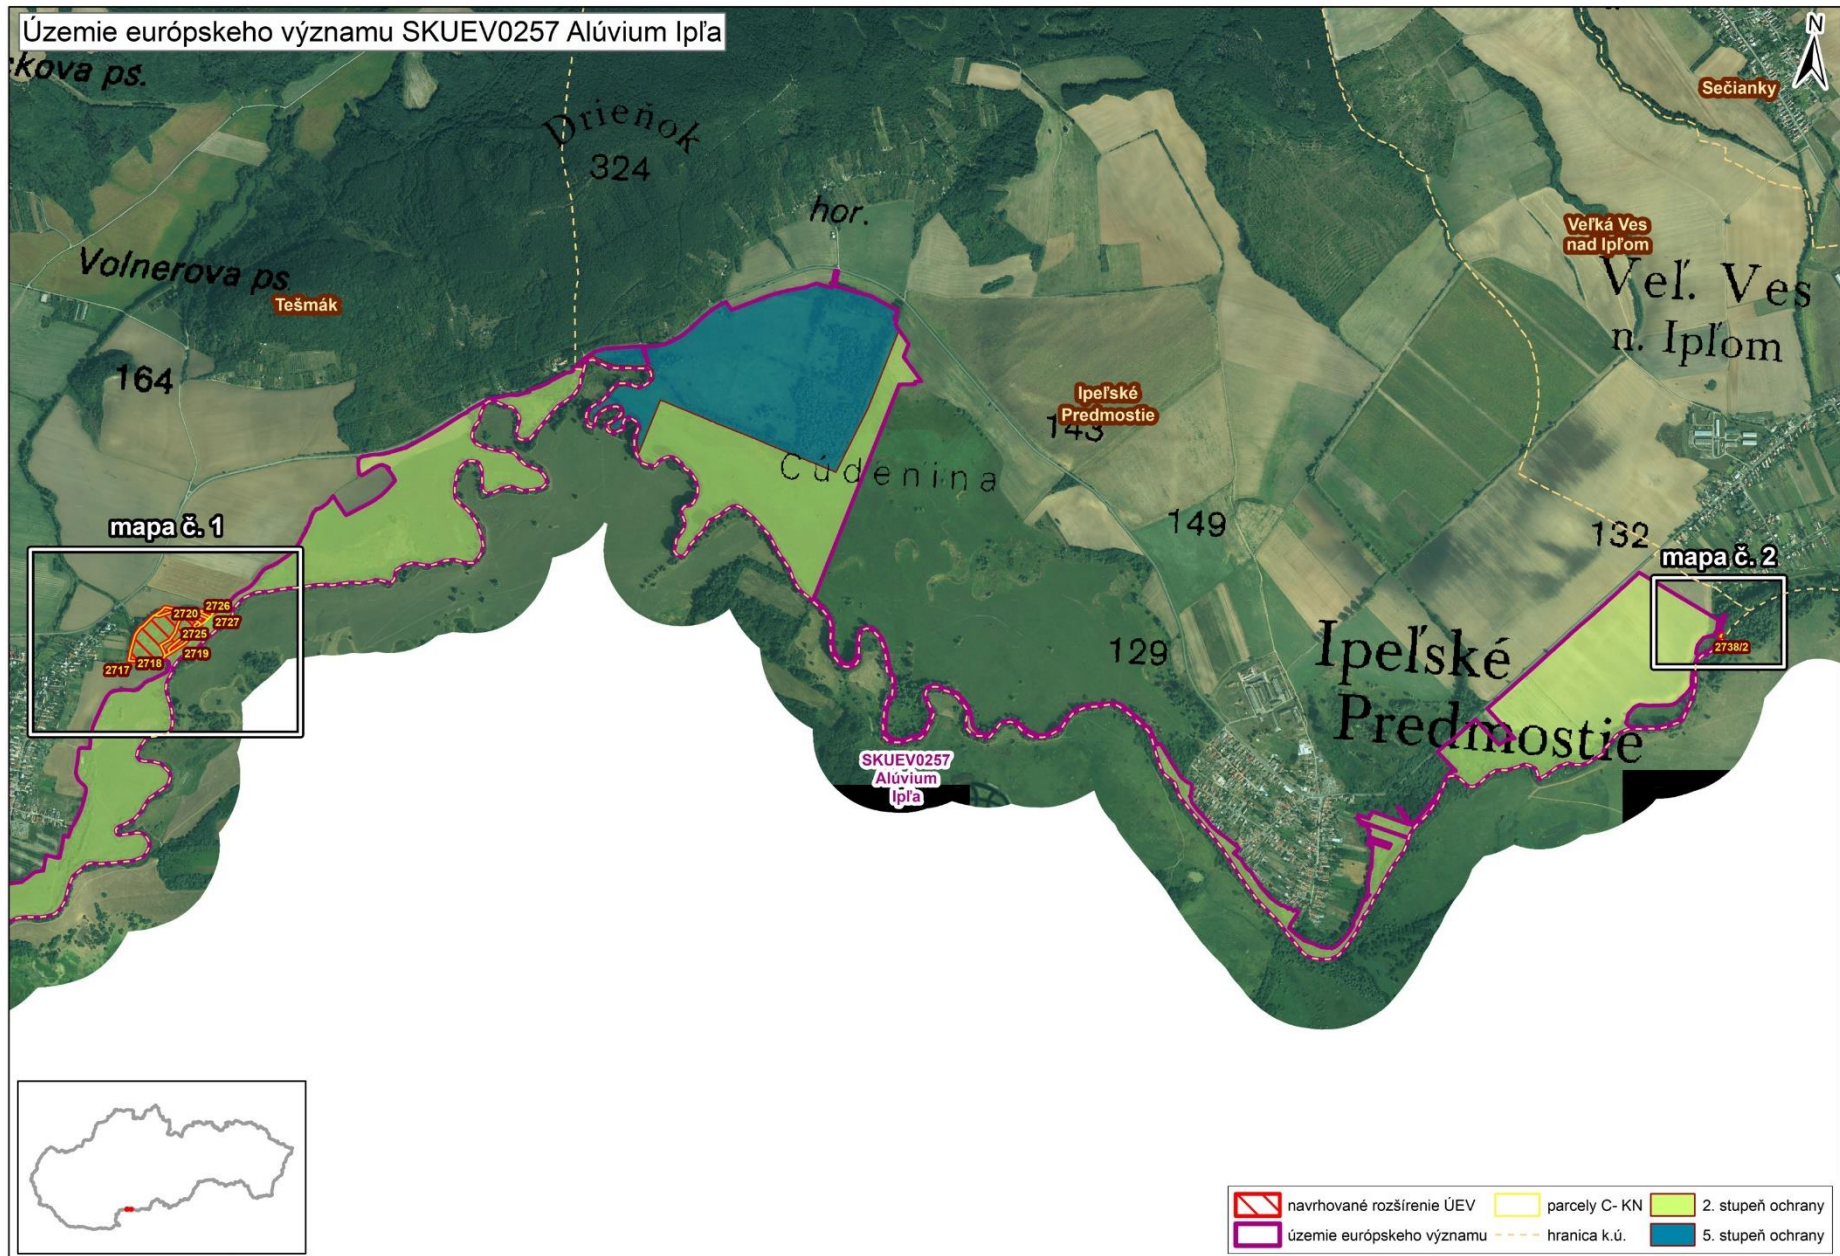 Územie európskeho významu SKUEV0257 Alúvium Ipľa
N
kova ps.
Sečianky
Drieňok
324
hor.
Veľká Ves
nad Ipľom
Veľ. Ves
n. Ipľom
Volnerova ps.
Tešmák
164
Ipeľské
Predmostie
143
Cúdenina
149
132
mapa č. 1
mapa č. 2
2726
2720
2727
2725
2719
2718
2717
129
Ipeľské
Predmostie
2738/2
SKUEV0257
Alúvium
Ipľa
navrhované rozšírenie ÚEV
parcely C- KN
2. stupeň ochrany
územie európskeho významu
hranica k.ú.
5. stupeň ochrany